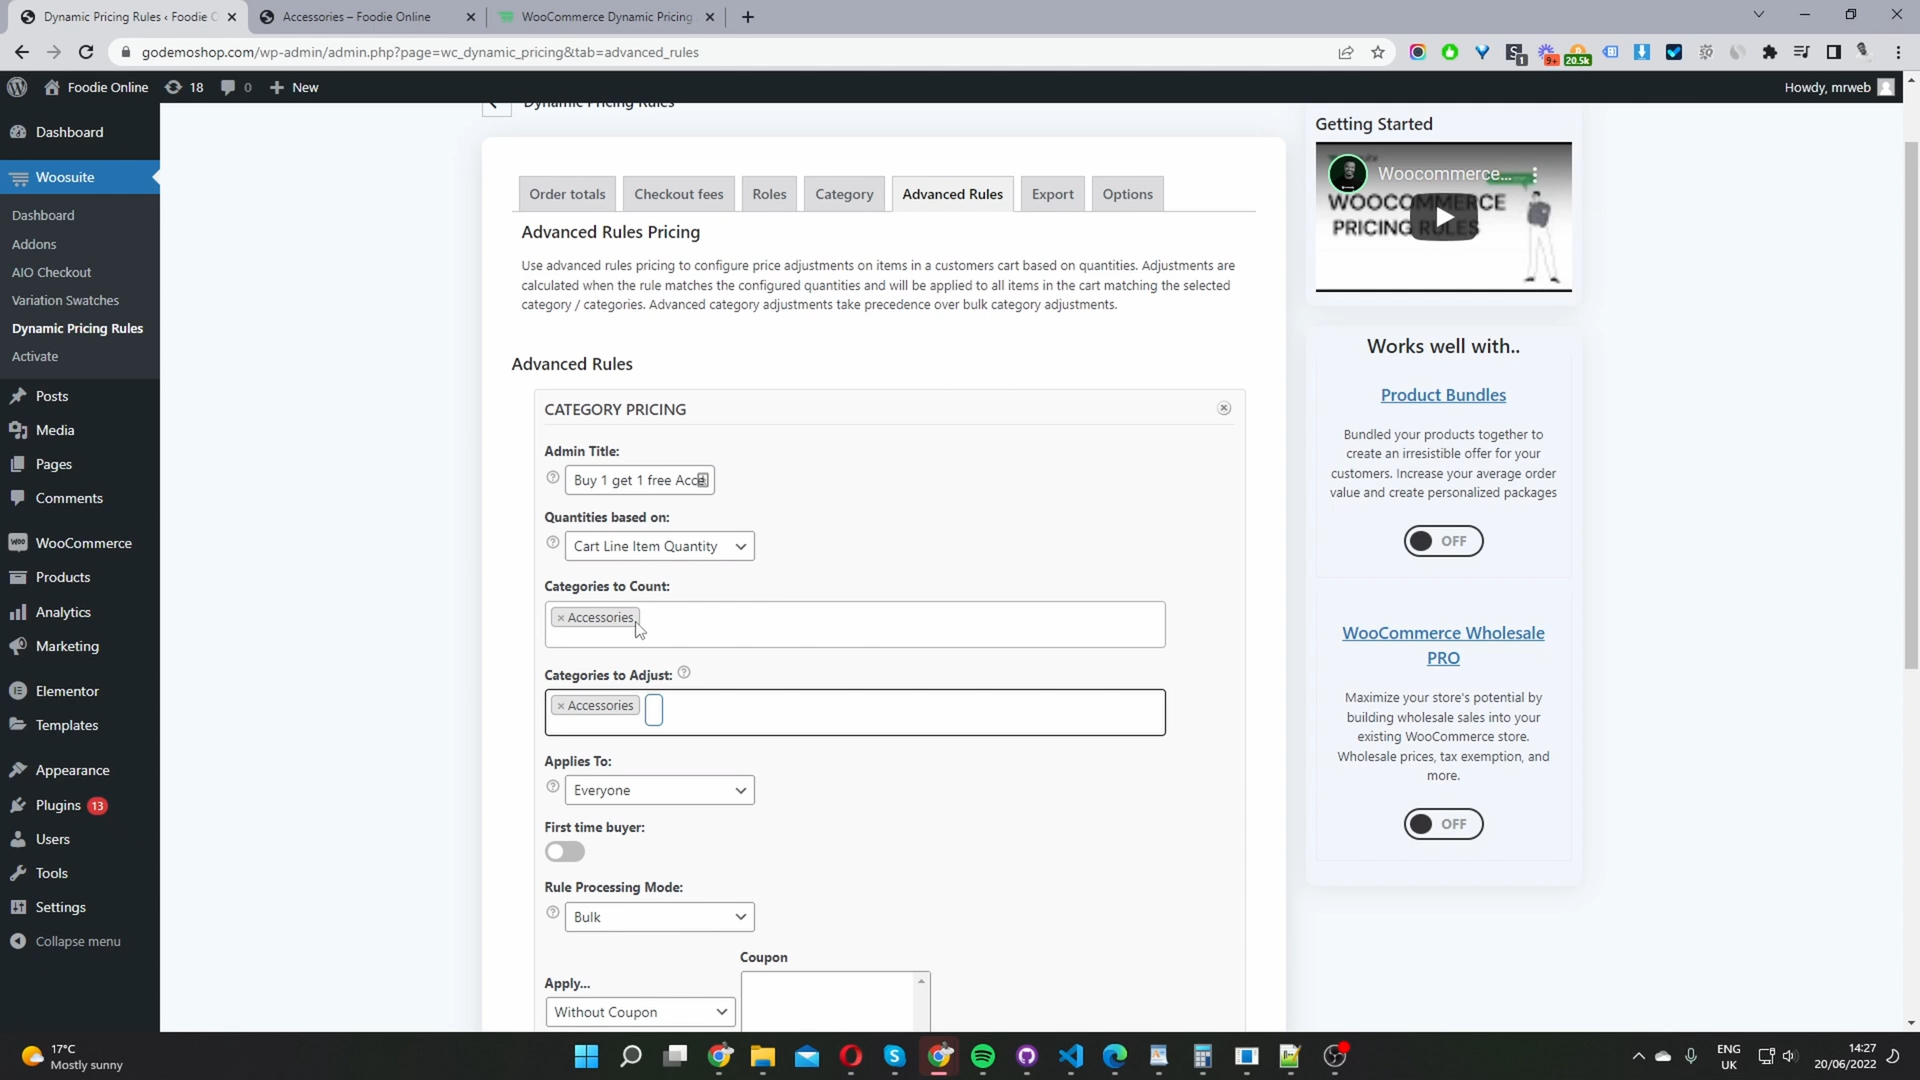 Dynamic Pricing Rules ‹ Foodie O
Accessories – Foodie Online
WooCommerce Dynamic Pricing
godemoshop.com/wp-admin/admin.php?page=wc_dynamic_pricing&tab=advanced_rules
1
9+
20.5k
Foodie Online
18
0
New
Howdy, mrweb
Dashboard
Woosuite
Dashboard
Addons
AIO Checkout
Variation Swatches
Dynamic Pricing Rules
Activate
Posts
Media
Pages
Comments
WooCommerce
Products
Analytics
Marketing
Elementor
Templates
Appearance
Plugins 13
Users
Tools
Settings
Collapse menu
Dynamic Pricing Rules
Order totals
Checkout fees
Roles
Category
Advanced Rules
Export
Options
Advanced Rules Pricing
Use advanced rules pricing to configure price adjustments on items in a customers cart based on quantities. Adjustments are
calculated when the rule matches the configured quantities and will be applied to all items in the cart matching the selected
category / categories. Advanced category adjustments take precedence over bulk category adjustments.
Advanced Rules
CATEGORY PRICING
Admin Title:
Buy 1 get 1 free Acce
Quantities based on:
Cart Line Item Quantity
Categories to Count:
× Accessories
Categories to Adjust:
× Accessories
Applies To:
Everyone
First time buyer:
Rule Processing Mode:
Bulk
Coupon
Apply...
Without Coupon
Getting Started
Woocommerce...
WOOCOMMERCE
PRICING RULES
Works well with..
Product Bundles
Bundled your products together to
create an irresistible offer for your
customers. Increase your average order
value and create personalized packages
OFF
WooCommerce Wholesale
PRO
Maximize your store's potential by
building wholesale sales into your
existing WooCommerce store.
Wholesale prices, tax exemption, and
more.
OFF
17°C
Mostly sunny
ENG
UK
14:27
20/06/2022